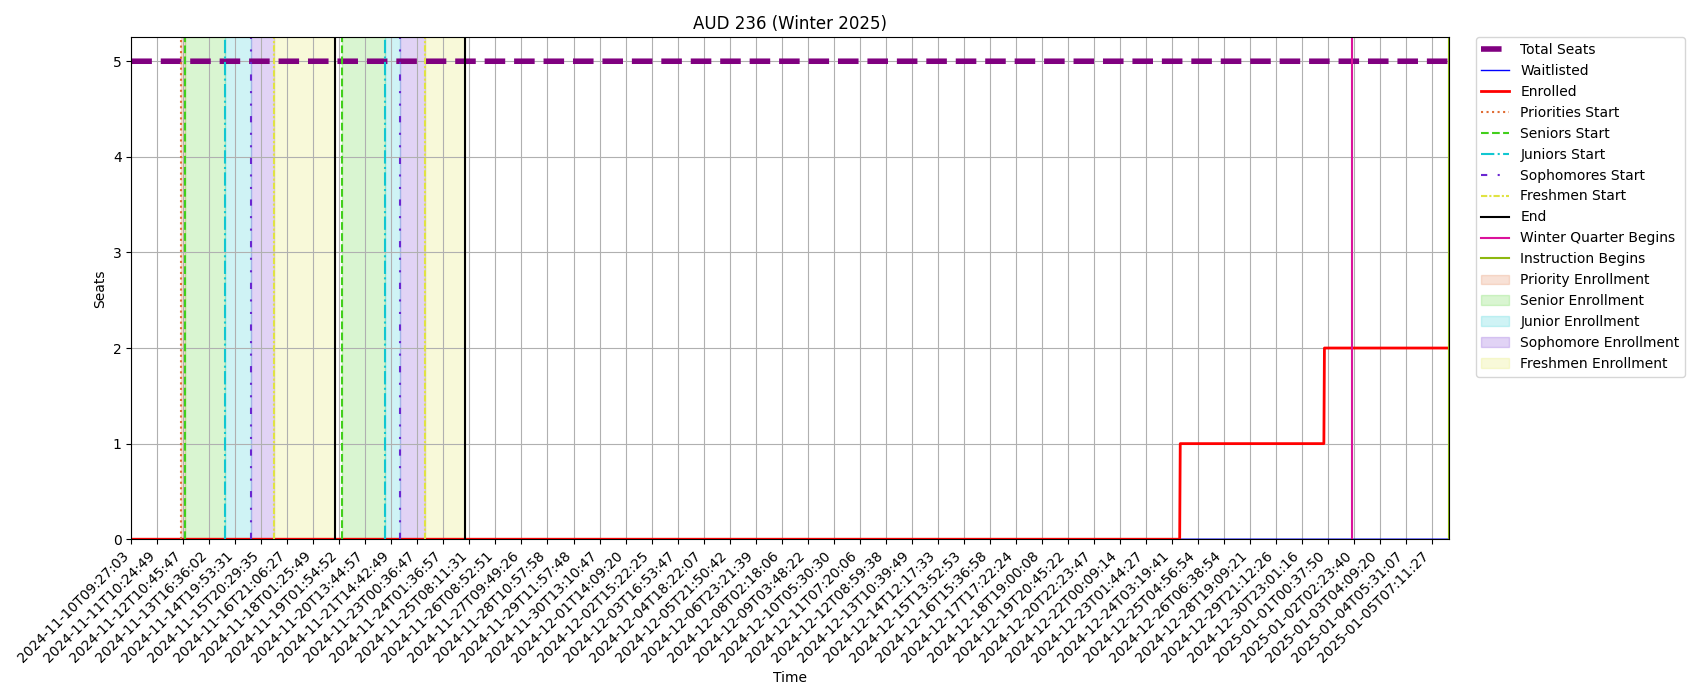 AUD 236 (Winter 2025)
Seats
5
4
3
2
1
0
2024-11-10T09:27:03
2024-11-11T10:24:49
2024-11-12T10:45:47
2024-11-13T16:36:02
2024-11-14T19:53:31
2024-11-15T20:29:35
2024-11-16T21:06:27
2024-11-18T01:25:49
2024-11-19T01:54:52
2024-11-20T13:44:57
2024-11-21T14:42:49
2024-11-23T00:36:47
2024-11-24T01:36:57
2024-11-25T08:11:31
2024-11-26T08:52:51
2024-11-27T09:49:26
2024-11-28T10:57:58
2024-11-29T11:57:48
2024-11-30T13:10:47
2024-12-01T14:09:20
2024-12-02T15:22:25
2024-12-03T16:53:47
2024-12-04T18:22:07
2024-12-05T21:50:42
2024-12-06T23:21:39
2024-12-08T02:18:06
2024-12-09T03:48:22
2024-12-10T05:30:30
2024-12-11T07:20:06
2024-12-12T08:59:38
2024-12-13T10:39:49
2024-12-14T12:17:33
2024-12-15T13:52:53
2024-12-16T15:36:58
2024-12-17T17:22:24
2024-12-18T19:00:08
2024-12-19T20:45:22
2024-12-20T22:23:47
2024-12-22T00:09:14
2024-12-23T01:44:27
2024-12-24T03:19:41
2024-12-25T04:56:54
2024-12-26T06:38:54
2024-12-28T19:09:21
2024-12-29T21:12:26
2024-12-30T23:01:16
2025-01-01T00:37:50
2025-01-02T02:23:40
2025-01-03T04:09:20
2025-01-04T05:31:07
2025-01-05T07:11:27
Time
Total Seats
Waitlisted
Enrolled
Priorities Start
Seniors Start
Juniors Start
Sophomores Start
Freshmen Start
End
Winter Quarter Begins
Instruction Begins
Priority Enrollment
Senior Enrollment
Junior Enrollment
Sophomore Enrollment
Freshmen Enrollment